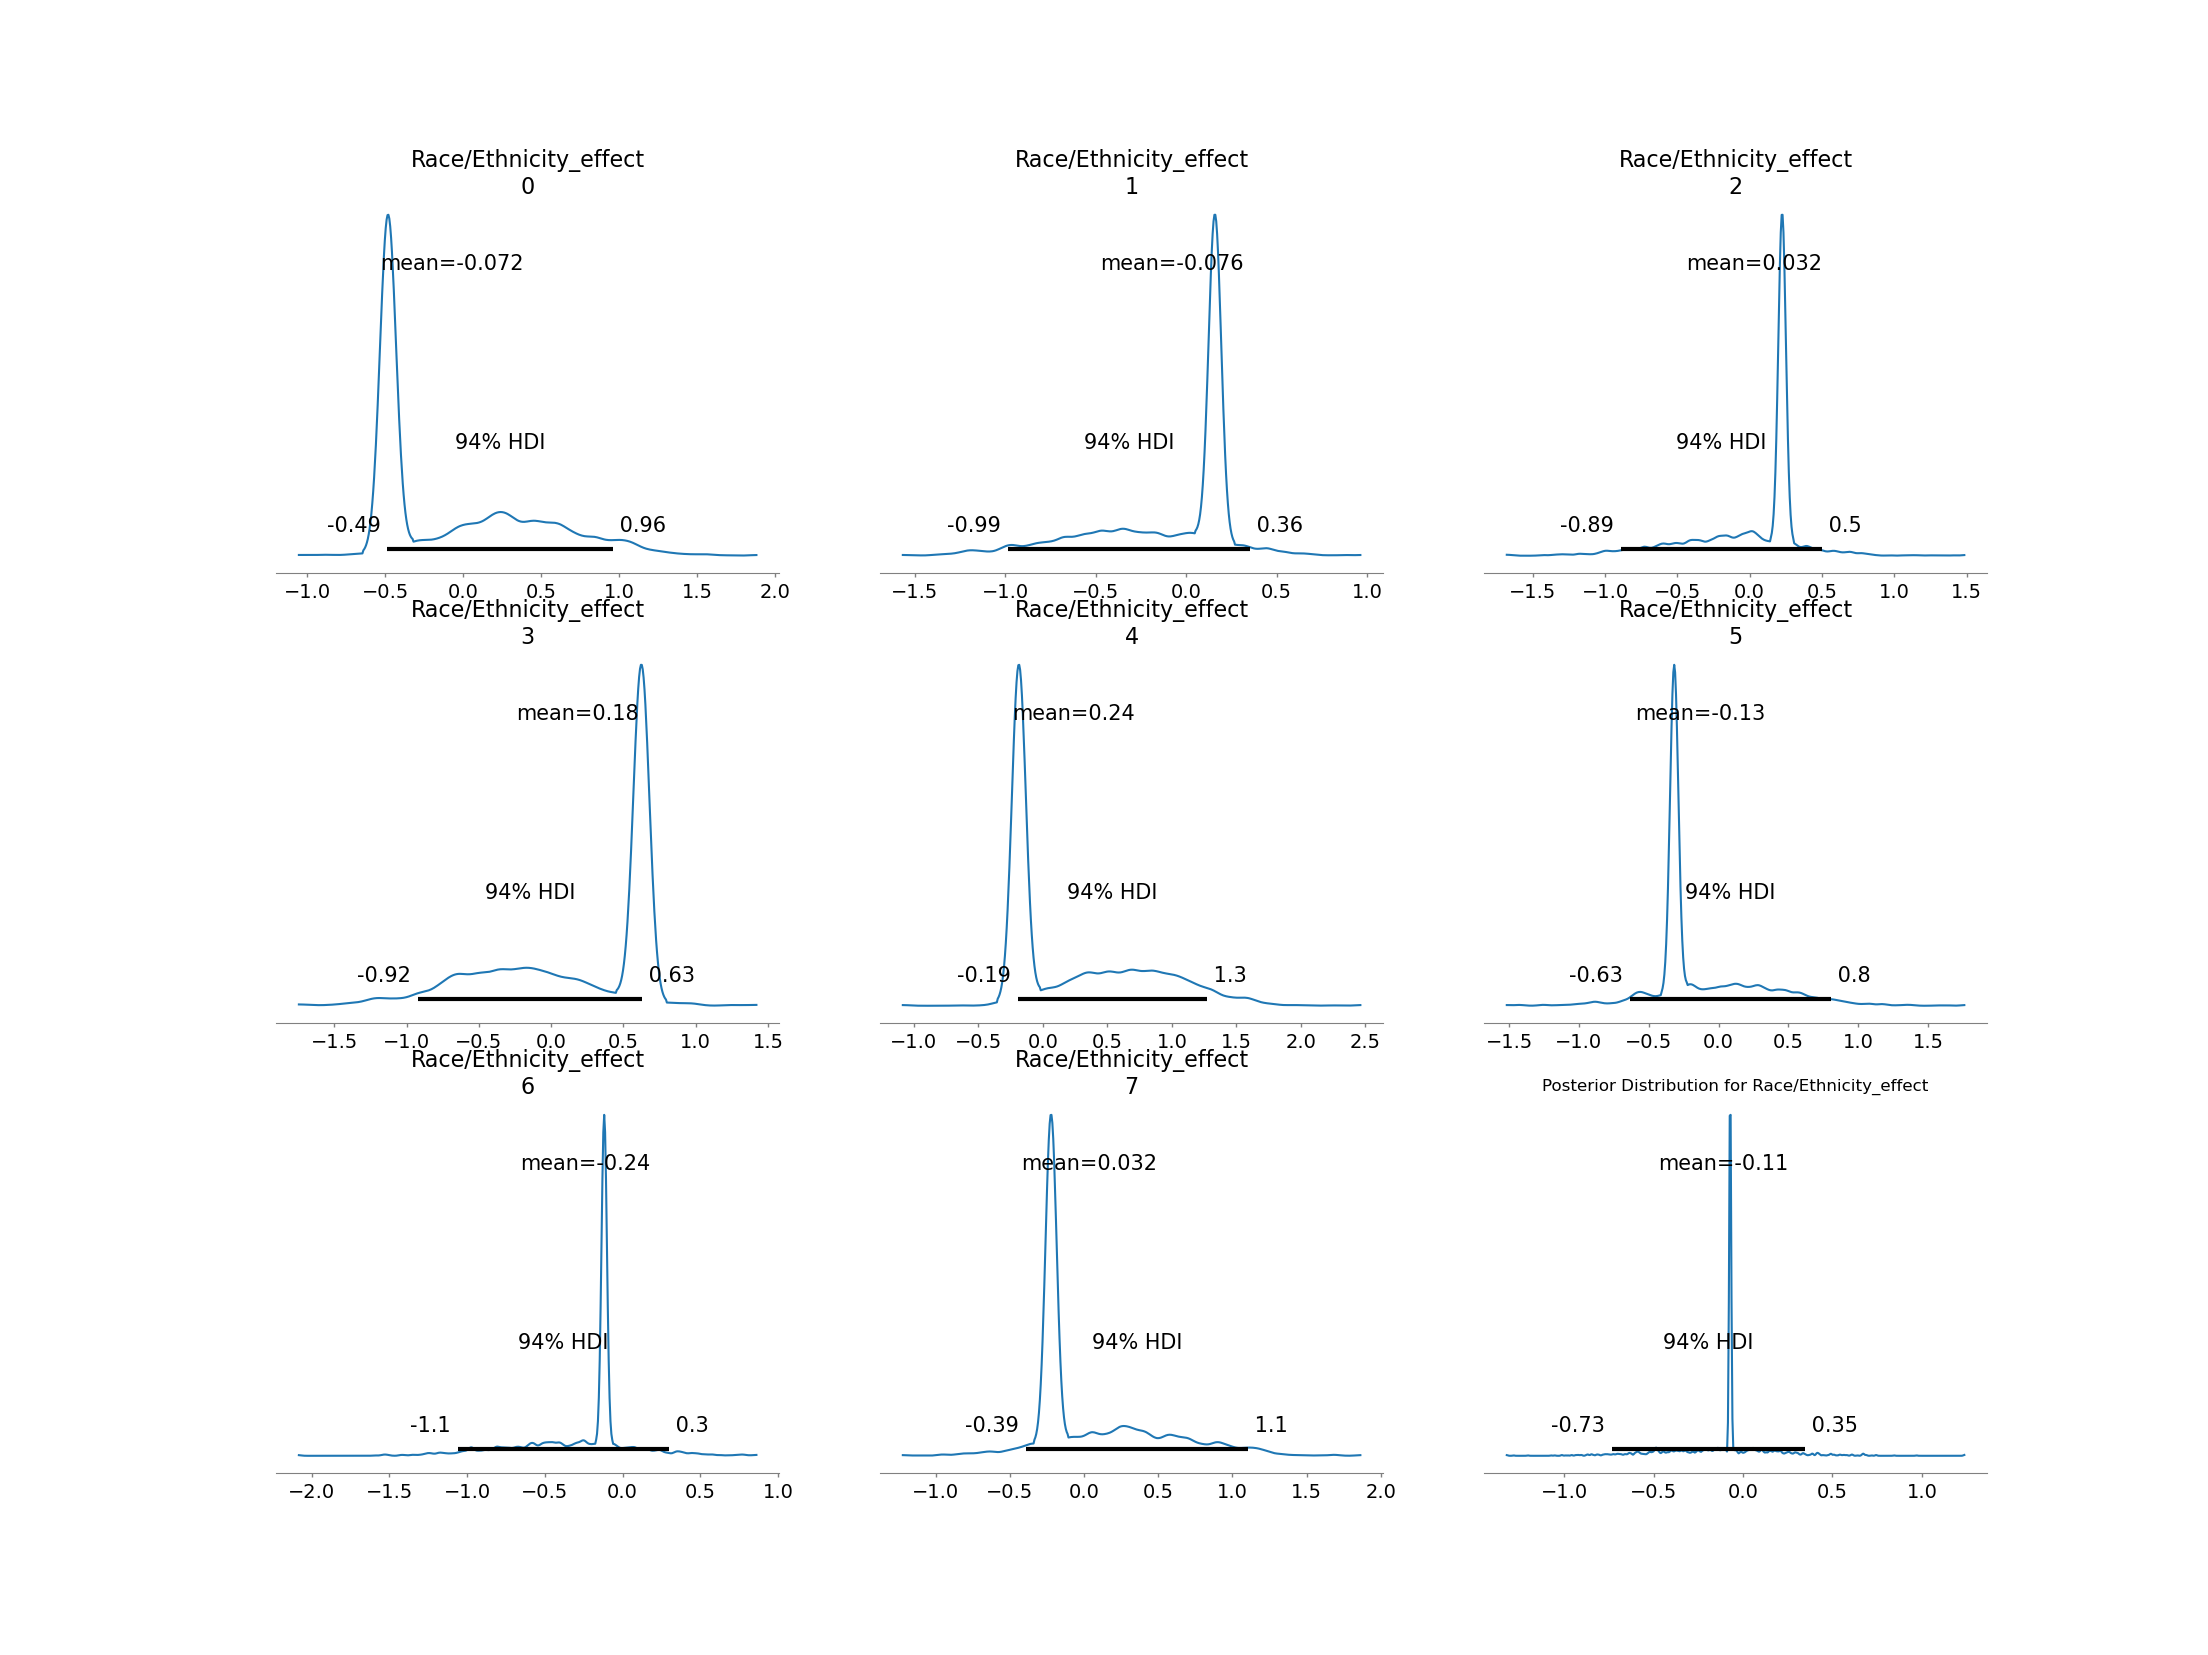 Race/Ethnicity_effect
0
mean=-0.072
94% HDI
-0.49 0.96
−1.0 −0.5 0.0 0.5 1.0 1.5 2.0
Race/Ethnicity_effect
1
mean=-0.076
94% HDI
-0.99 0.36
−1.5 −1.0 −0.5 0.0 0.5 1.0
Race/Ethnicity_effect
2
mean=0.032
94% HDI
-0.89 0.5
−1.5 −1.0 −0.5 0.0 0.5 1.0 1.5
Race/Ethnicity_effect
3
mean=0.18
94% HDI
-0.92 0.63
−1.5 −1.0 −0.5 0.0 0.5 1.0 1.5
Race/Ethnicity_effect
4
mean=0.24
94% HDI
-0.19 1.3
−1.0 −0.5 0.0 0.5 1.0 1.5 2.0 2.5
Race/Ethnicity_effect
5
mean=-0.13
94% HDI
-0.63 0.8
−1.5 −1.0 −0.5 0.0 0.5 1.0 1.5
Race/Ethnicity_effect
6
mean=-0.24
94% HDI
-1.1 0.3
−2.0 −1.5 −1.0 −0.5 0.0 0.5 1.0
Race/Ethnicity_effect
7
mean=0.032
94% HDI
-0.39 1.1
−1.0 −0.5 0.0 0.5 1.0 1.5 2.0
Posterior Distribution for Race/Ethnicity_effect
mean=-0.11
94% HDI
-0.73 0.35
−1.0 −0.5 0.0 0.5 1.0